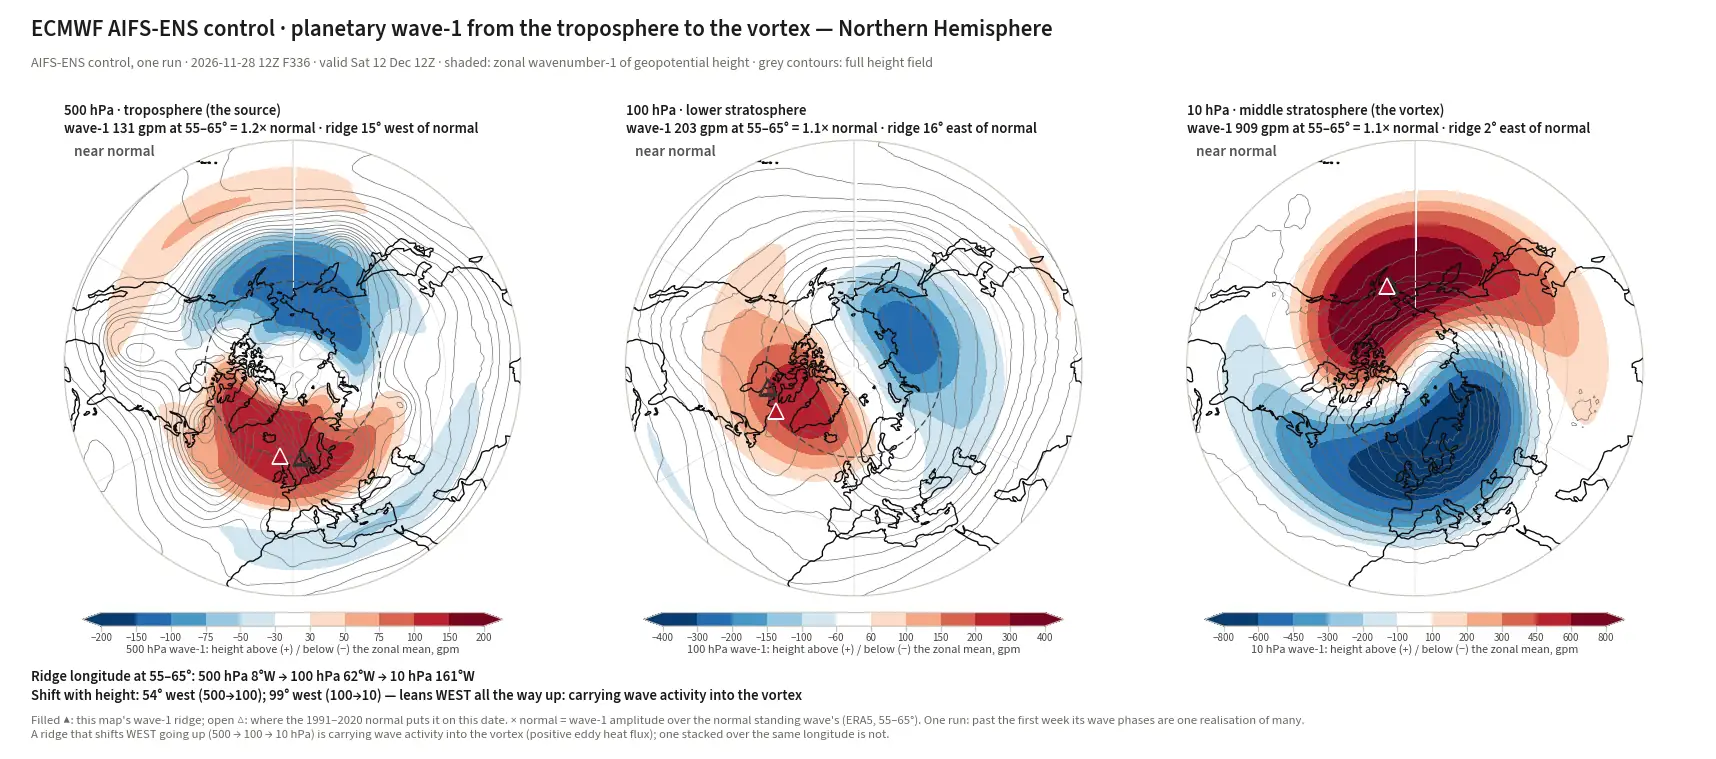 ECMWF AIFS-ENS control · planetary wave-1 from the troposphere to the vortex — Northern Hemisphere
AIFS-ENS control, one run · 2026-11-28 12Z F336 · valid Sat 12 Dec 12Z · shaded: zonal wavenumber-1 of geopotential height · grey contours: full height field
500 hPa · troposphere (the source)
wave-1 131 gpm at 55–65° = 1.2× normal · ridge 15° west of normal
near normal
100 hPa · lower stratosphere
wave-1 203 gpm at 55–65° = 1.1× normal · ridge 16° east of normal
near normal
10 hPa · middle stratosphere (the vortex)
wave-1 909 gpm at 55–65° = 1.1× normal · ridge 2° east of normal
near normal
−200 −150 −100 −75 −50 −30 30 50 75 100 150 200
500 hPa wave-1: height above (+) / below (−) the zonal mean, gpm
−400 −300 −200 −150 −100 −60 60 100 150 200 300 400
100 hPa wave-1: height above (+) / below (−) the zonal mean, gpm
−800 −600 −450 −300 −200 −100 100 200 300 450 600 800
10 hPa wave-1: height above (+) / below (−) the zonal mean, gpm
Ridge longitude at 55–65°: 500 hPa 8°W → 100 hPa 62°W → 10 hPa 161°W
Shift with height: 54° west (500→100); 99° west (100→10) — leans WEST all the way up: carrying wave activity into the vortex
Filled ▲: this map's wave-1 ridge; open △: where the 1991–2020 normal puts it on this date. × normal = wave-1 amplitude over the normal standing wave's (ERA5, 55–65°). One run: past the first week its wave phases are one realisation of many.
A ridge that shifts WEST going up (500 → 100 → 10 hPa) is carrying wave activity into the vortex (positive eddy heat flux); one stacked over the same longitude is not.